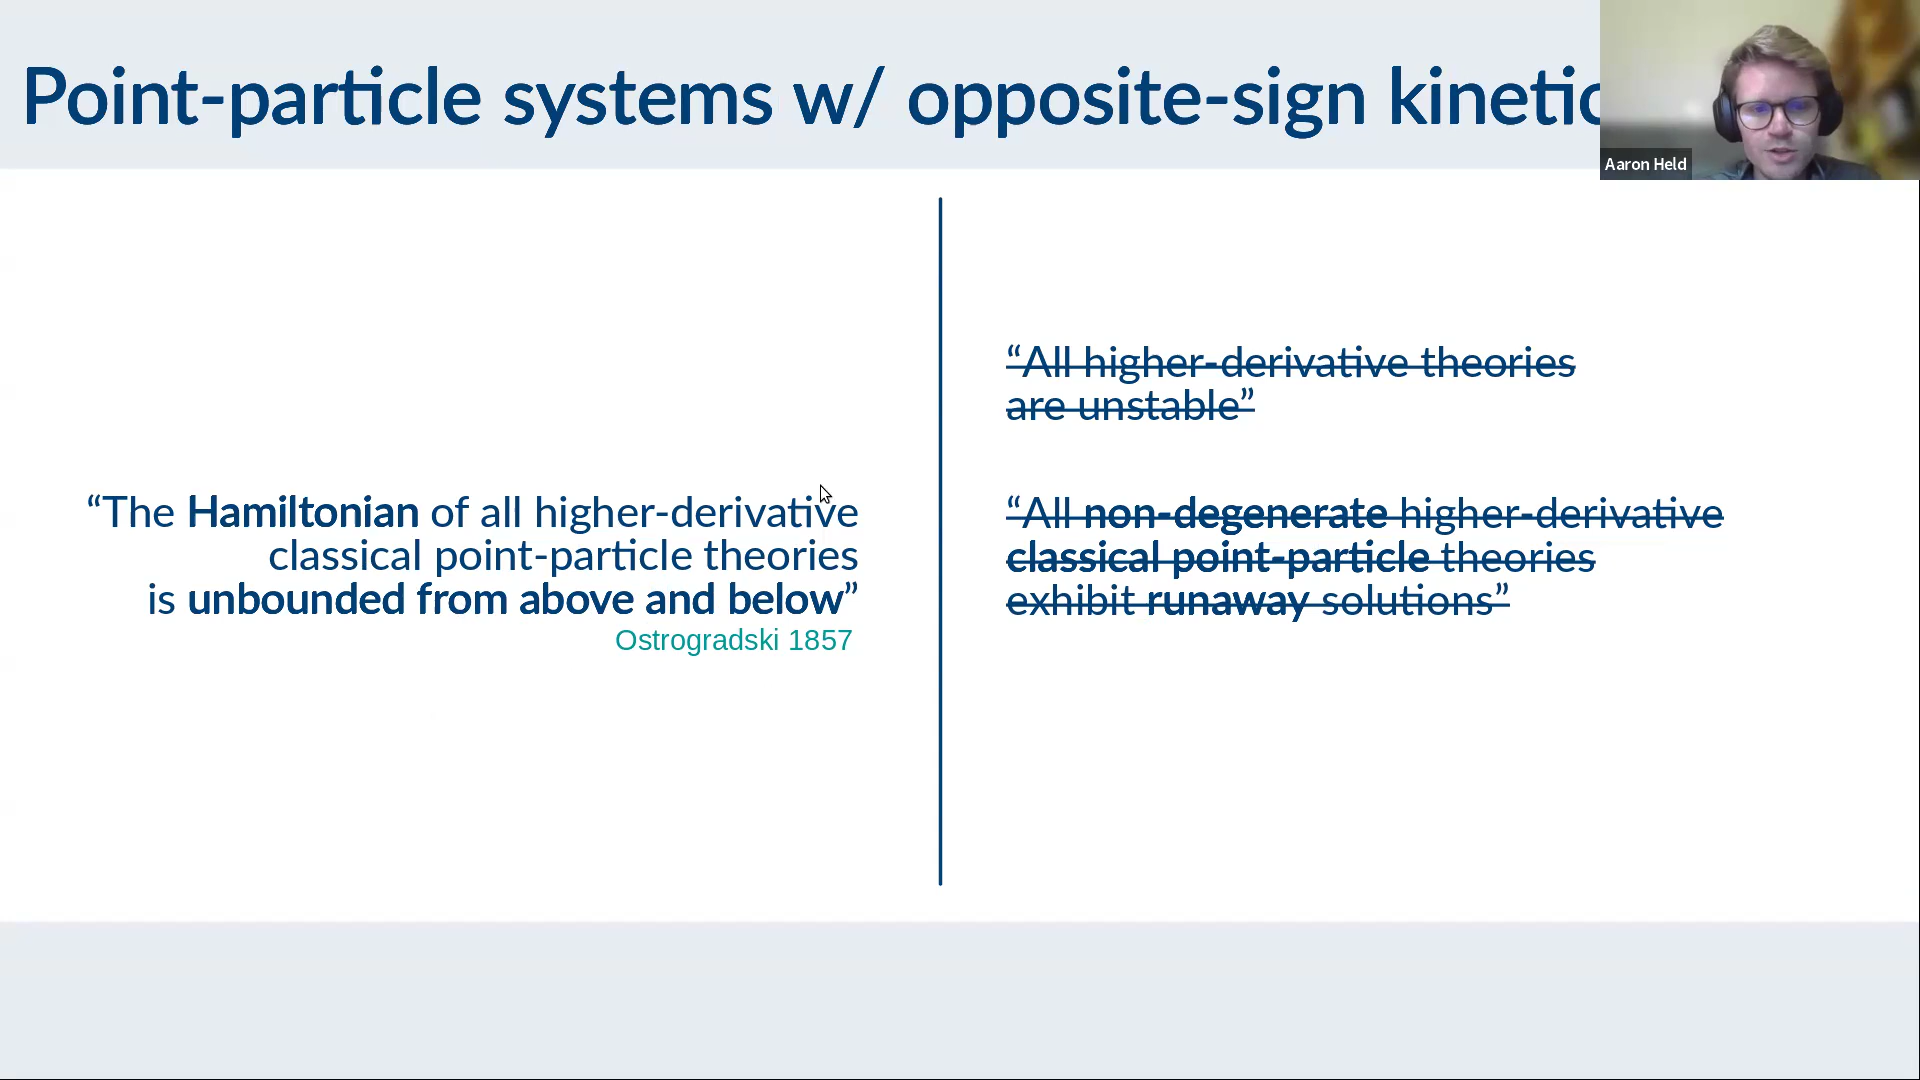 Point-particle systems w/ opposite-sign kinetic
Aaron Held
“The Hamiltonian of all higher-derivative
classical point-particle theories
is unbounded from above and below”
Ostrogradski 1857
“All higher-derivative theories
are unstable”
“All non-degenerate higher-derivative
classical point-particle theories
exhibit runaway solutions”